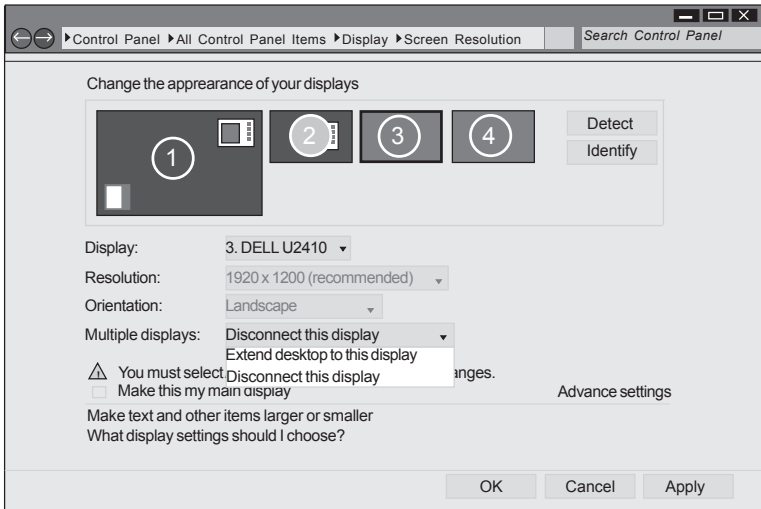 Control Panel All Control Panel Items Display Screen Resolution Search Control Panel
Change the apprearance of your displays
1 2 3 4
Detect
Identify
Display: 3. DELL U2410
Resolution: 1920 x 1200 (recommended)
Orientation: Landscape
Multiple displays: Disconnect this display
Extend desktop to this display
Disconnect this display
You must select anges.
Make this my main display Advance settings
Make text and other items larger or smaller
What display settings should I choose?
OK Cancel Apply